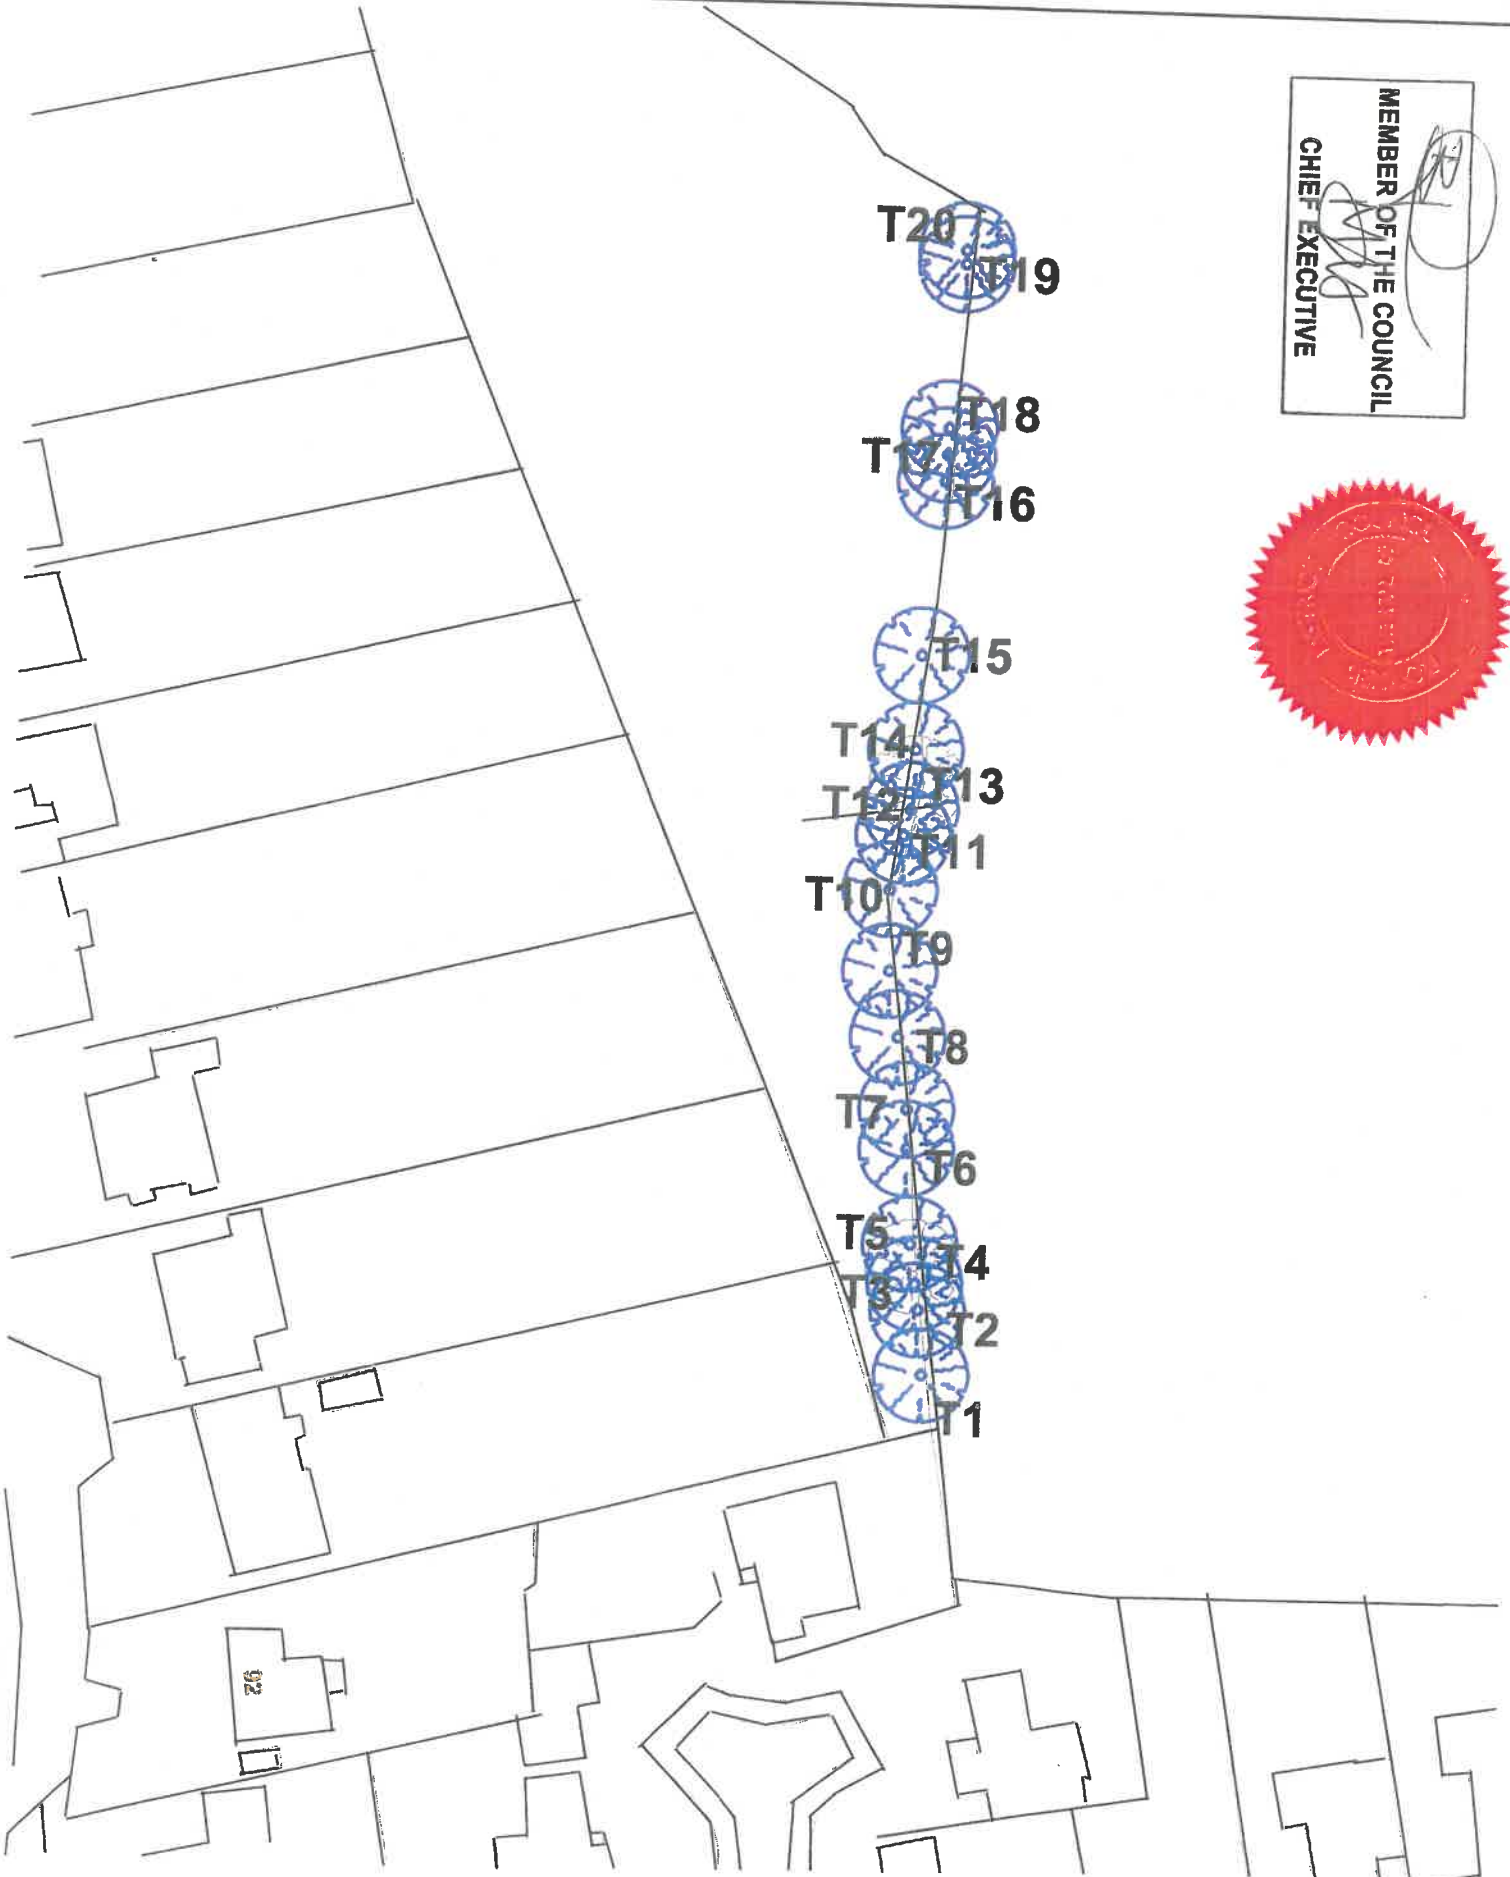 MEMBER OF THE COUNCIL
CHIEF EXECUTIVE
T20
T19
T18
T17
T16
T15
T14
T13
T12
T11
T10
T9
T8
T7
T6
T5
T4
T3
T2
T1
92